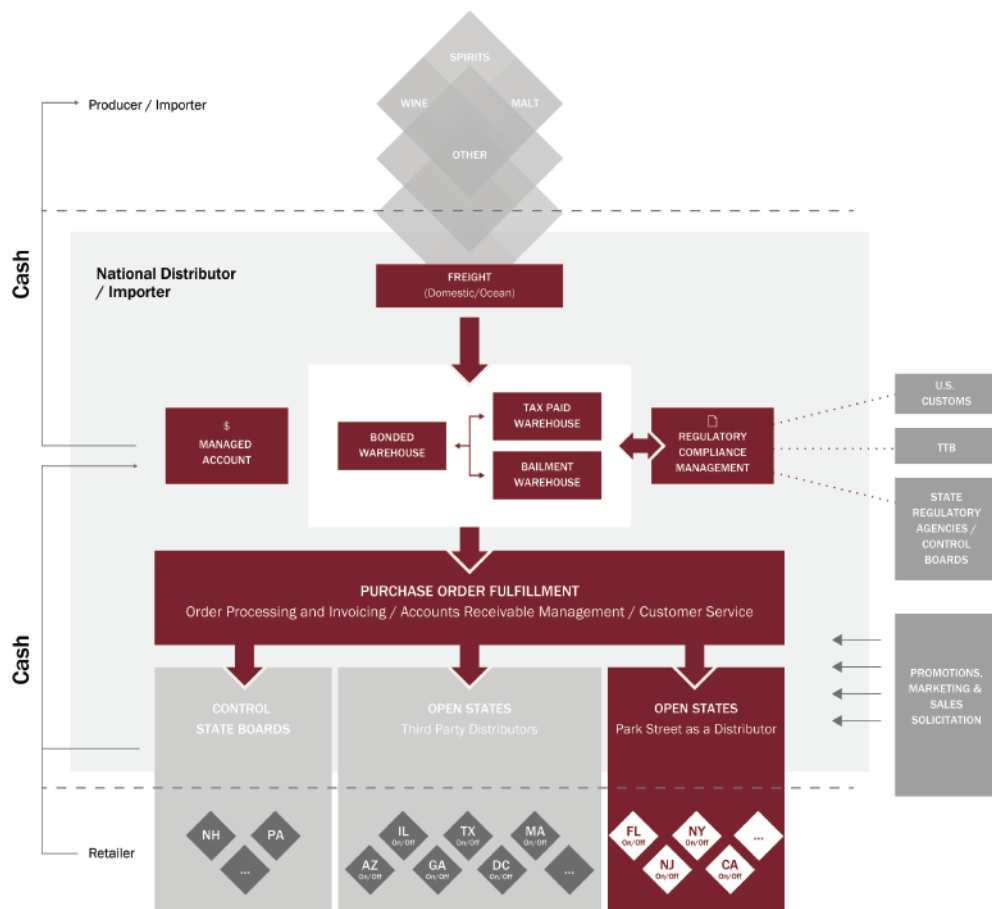 SPIRITS
WINE
MALT
OTHER
Producer / Importer
Cash
National Distributor
/ Importer
FREIGHT
(Domestic/Ocean)
$
MANAGED
ACCOUNT
BONDED
WAREHOUSE
TAX PAID
WAREHOUSE
BAILMENT
WAREHOUSE
REGULATORY
COMPLIANCE
MANAGEMENT
U.S.
CUSTOMS
TTB
STATE
REGULATORY
AGENCIES /
CONTROL
BOARDS
PURCHASE ORDER FULFILLMENT
Order Processing and Invoicing / Accounts Receivable Management / Customer Service
Cash
CONTROL
STATE BOARDS
OPEN STATES
Third Party Distributors
OPEN STATES
Park Street as a Distributor
PROMOTIONS,
MARKETING &
SALES
SOLICITATION
Retailer
NH
PA
...
IL
On/Off
TX
On/Off
MA
On/Off
AZ
On/Off
GA
On/Off
DC
On/Off
...
FL
On/Off
NY
On/Off
...
NJ
On/Off
CA
On/Off